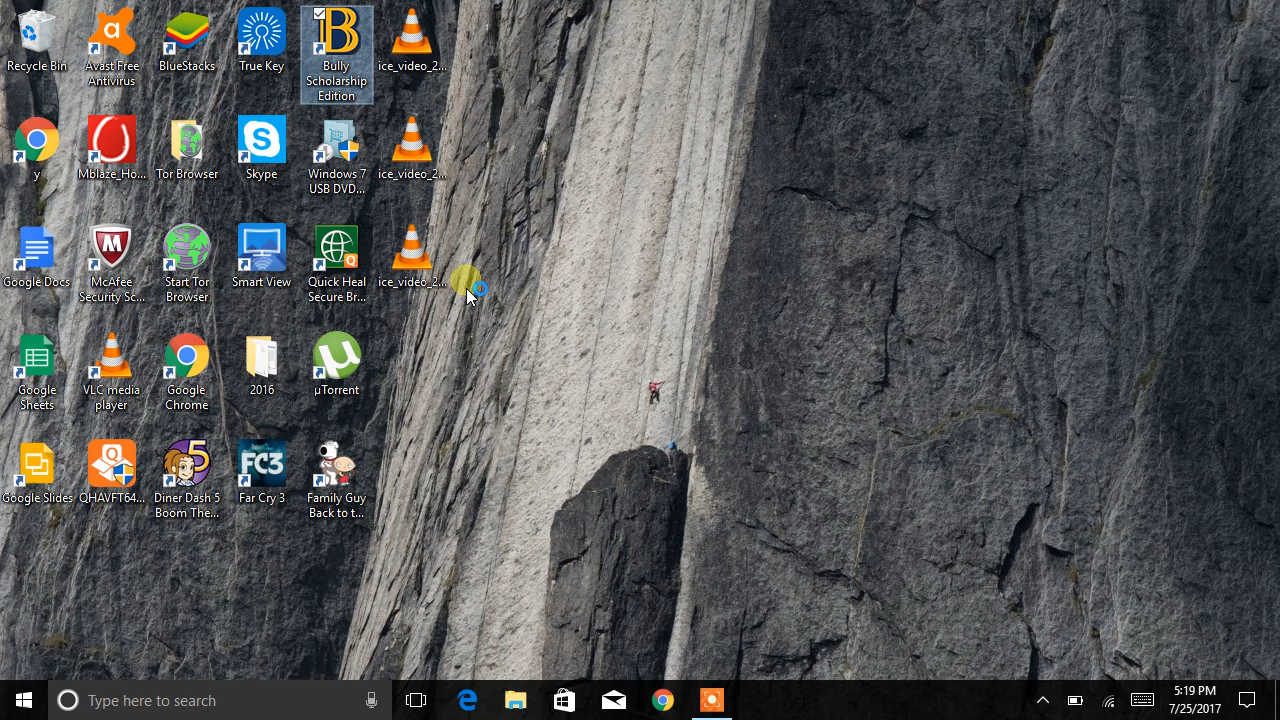 Recycle Bin
Avast Free
Antivirus
BlueStacks
True Key
Bully
Scholarship
Edition
ice_video_2...
y
Mblaze_Ho...
Tor Browser
Skype
Windows 7
USB DVD...
ice_video_2...
Google Docs
McAfee
Security Sc...
Start Tor
Browser
Smart View
Quick Heal
Secure Br...
ice_video_2...
Google
Sheets
VLC media
player
Google
Chrome
2016
µTorrent
Google Slides
QHAVFT64...
5
Diner Dash 5
Boom The...
FC3
Far Cry 3
Family Guy
Back to t...
Type here to search
5:19 PM
7/25/2017